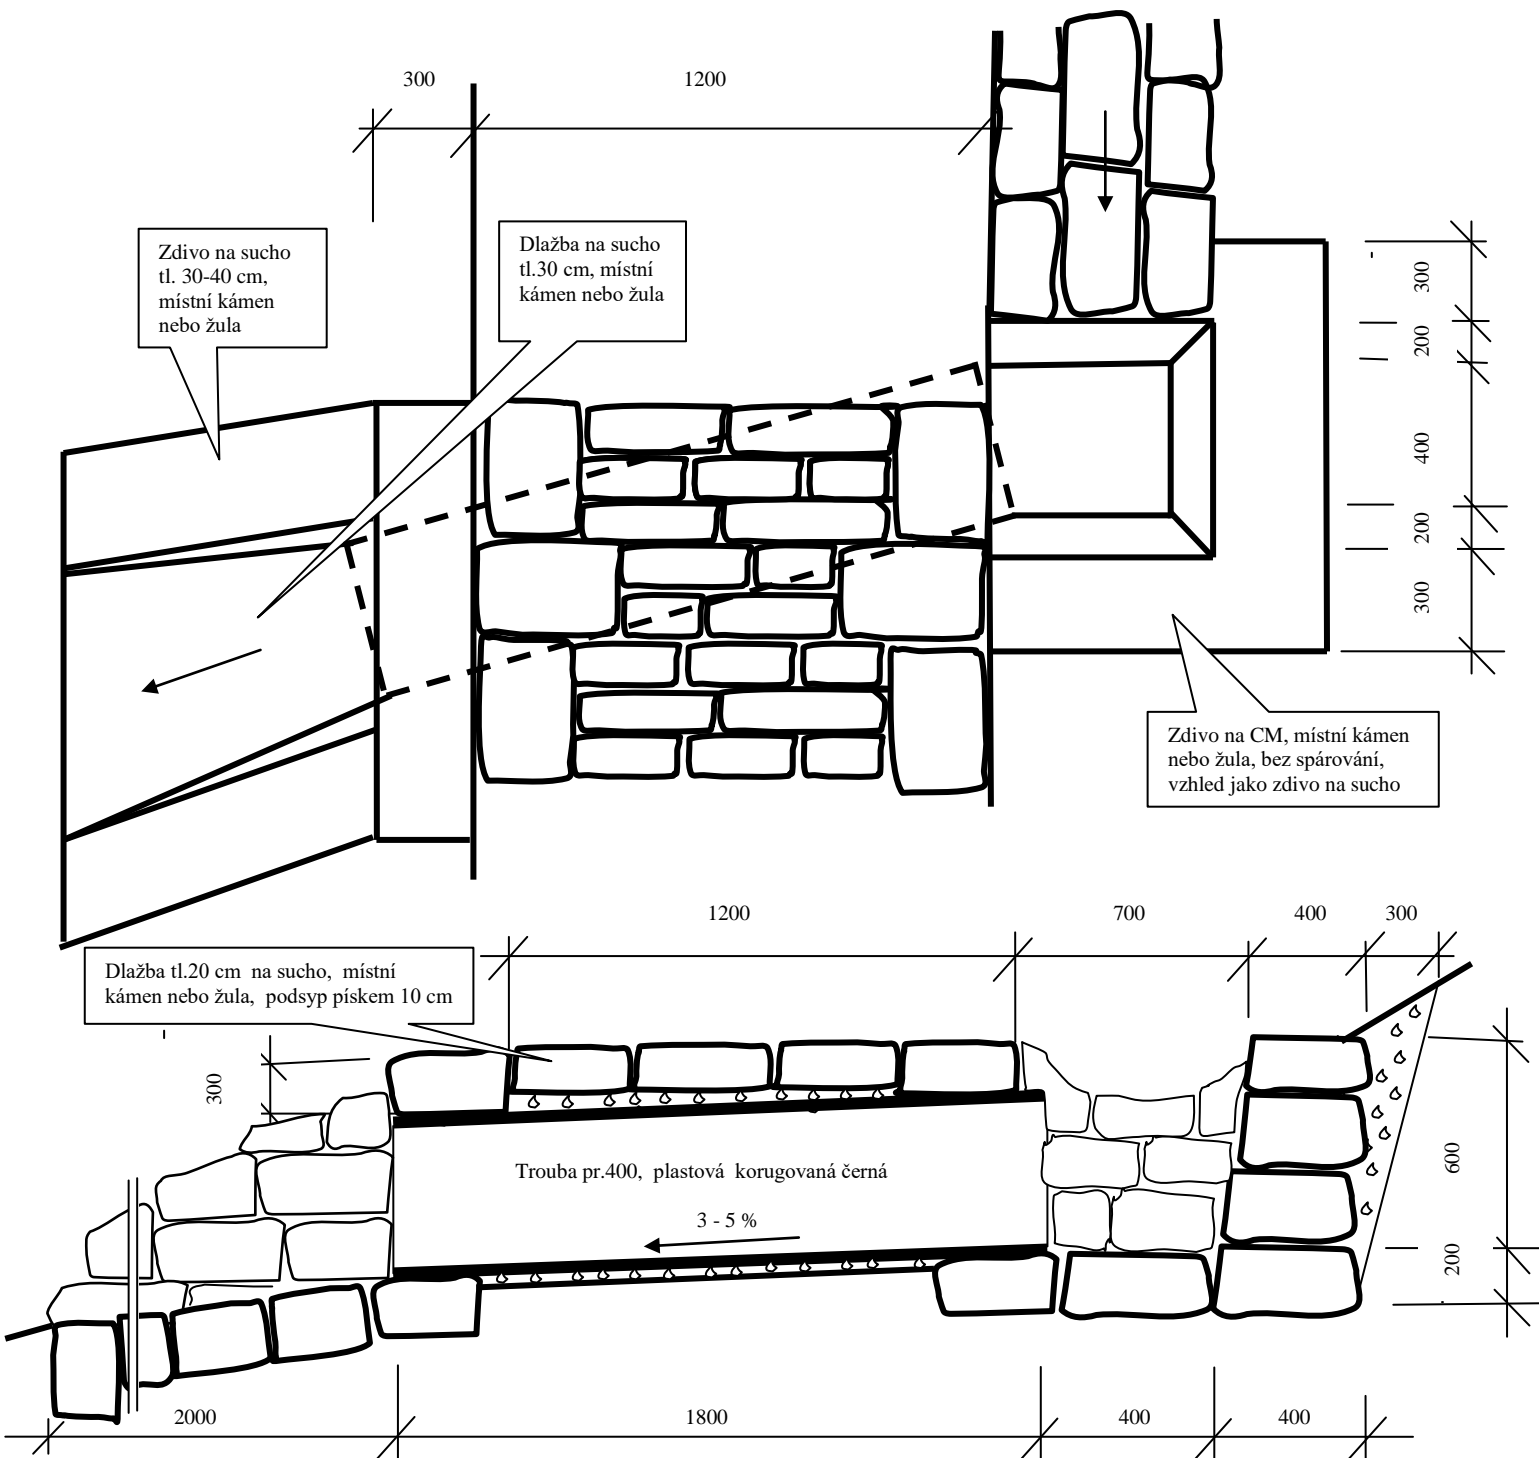 300
1200
Zdivo na sucho
tl. 30-40 cm,
místní kámen
nebo žula
Dlažba na sucho
tl.30 cm, místní
kámen nebo žula
300
200
400
200
300
Zdivo na CM, místní kámen
nebo žula, bez spárování,
vzhled jako zdivo na sucho
1200
700
400
300
Dlažba tl.20 cm na sucho, místní
kámen nebo žula, podsyp pískem 10 cm
300
Trouba pr.400, plastová korugovaná černá
3 - 5 %
600
200
2000
1800
400
400